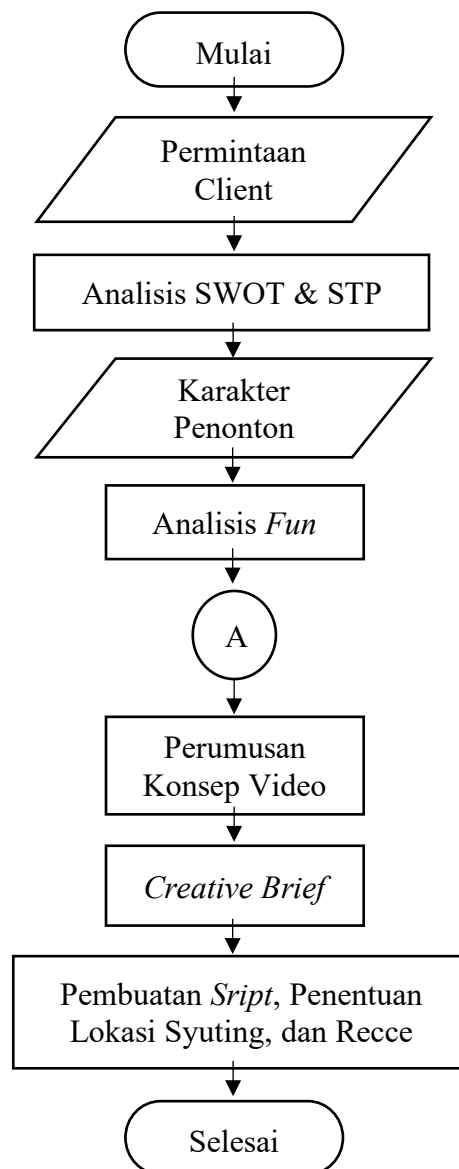 Mulai
Permintaan
Client
Analisis SWOT & STP
Karakter
Penonton
Analisis Fun
A
Perumusan
Konsep Video
Creative Brief
Pembuatan Sript, Penentuan
Lokasi Syuting, dan Recce
Selesai